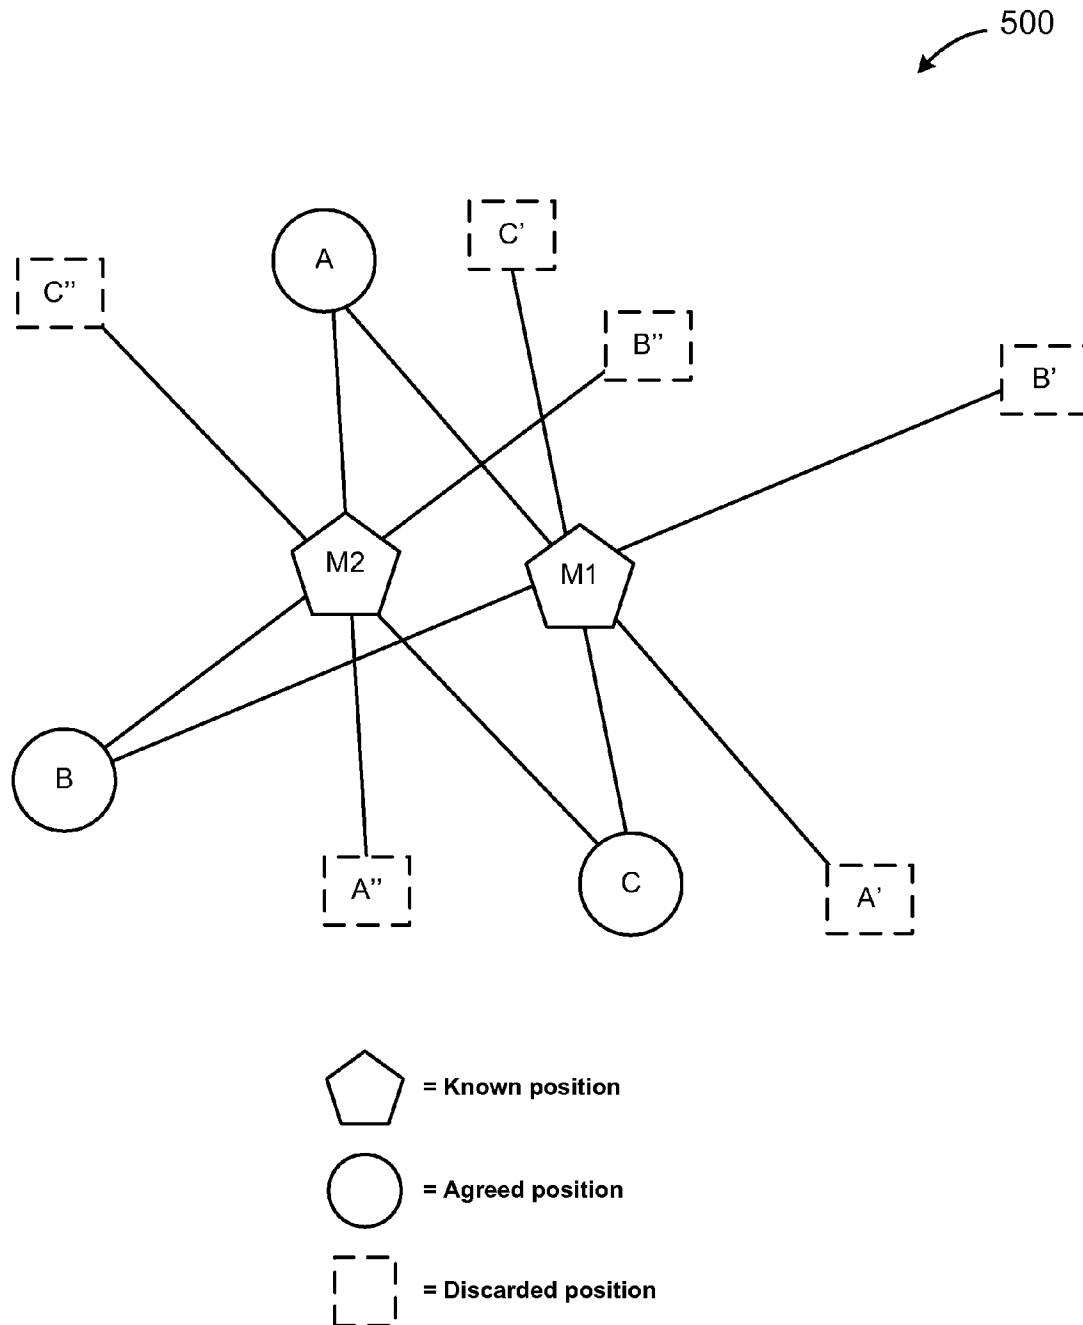 500
C’
A
C’’
B’’
B’
M2
M1
B
C
A’’
A’
= Known position
= Agreed position
= Discarded position